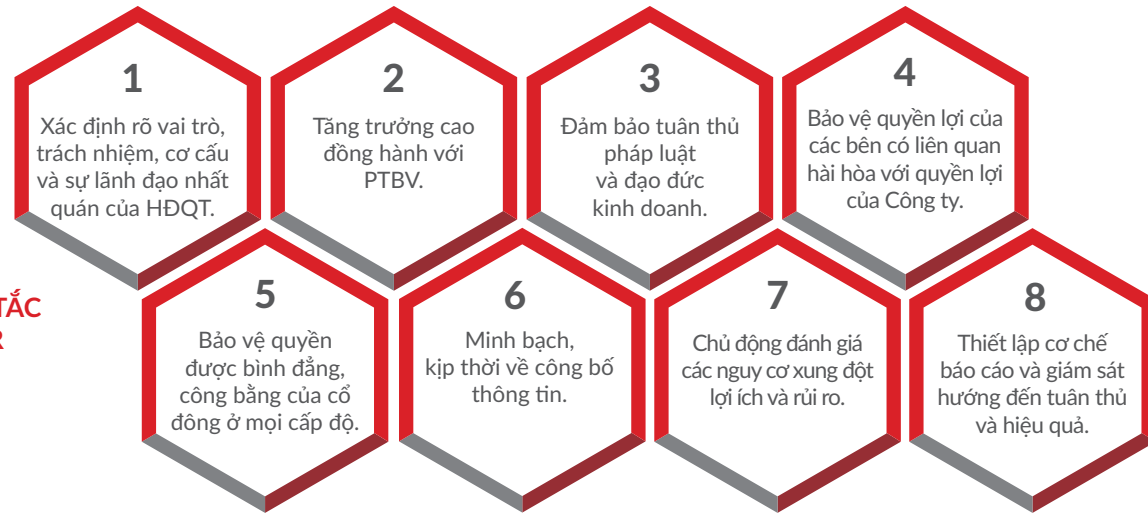 1
Xác định rõ vai trò,
trách nhiệm, cơ cấu
và sự lãnh đạo nhất
quán của HĐQT.
2
Tăng trưởng cao
đồng hành với
PTBV.
3
Đảm bảo tuân thủ
pháp luật
và đạo đức
kinh doanh.
4
Bảo vệ quyền lợi của
các bên có liên quan
hài hòa với quyền lợi
của Công ty.
TẮC
R
5
Bảo vệ quyền
được bình đẳng,
công bằng của cổ
đông ở mọi cấp độ.
6
Minh bạch,
kịp thời về công bố
thông tin.
7
Chủ động đánh giá
các nguy cơ xung đột
lợi ích và rủi ro.
8
Thiết lập cơ chế
báo cáo và giám sát
hướng đến tuân thủ
và hiệu quả.